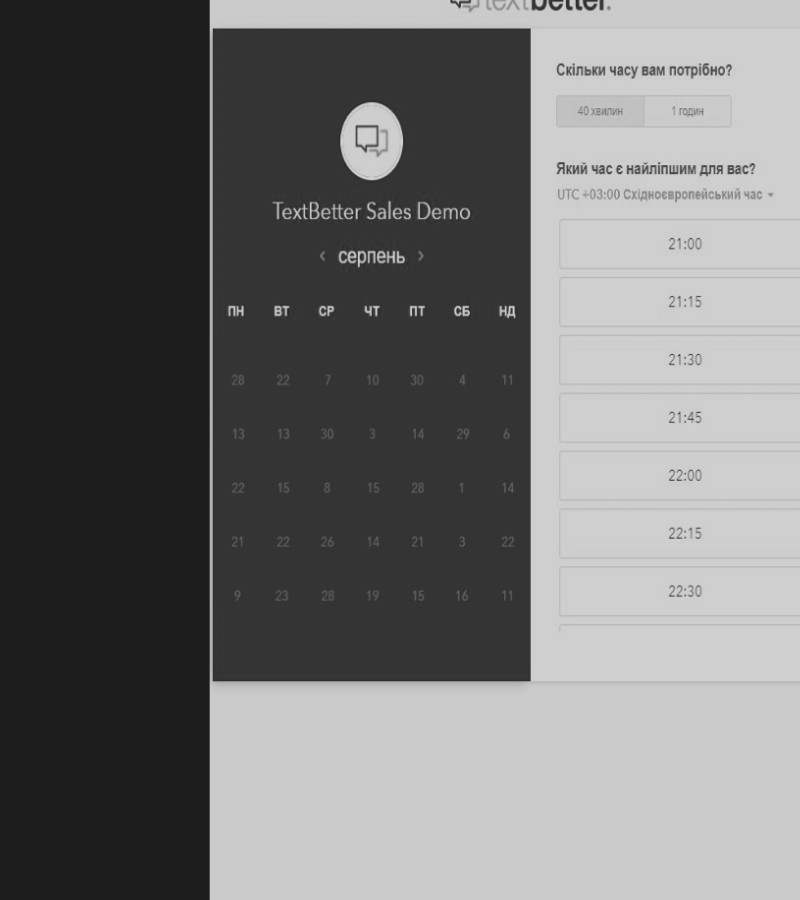 textbetter.
TextBetter Sales Demo
‹ серпень ›
ПН ВТ СР ЧТ ПТ СБ НД
28 22 7 10 30 4 11
13 13 30 3 14 29 6
22 15 8 15 28 1 14
21 22 26 14 21 3 22
9 23 28 19 15 16 11
Скільки часу вам потрібно?
40 хвилин 1 годин
Який час є найліпшим для вас?
UTC +03:00 Східноєвропейський час
21:00
21:15
21:30
21:45
22:00
22:15
22:30